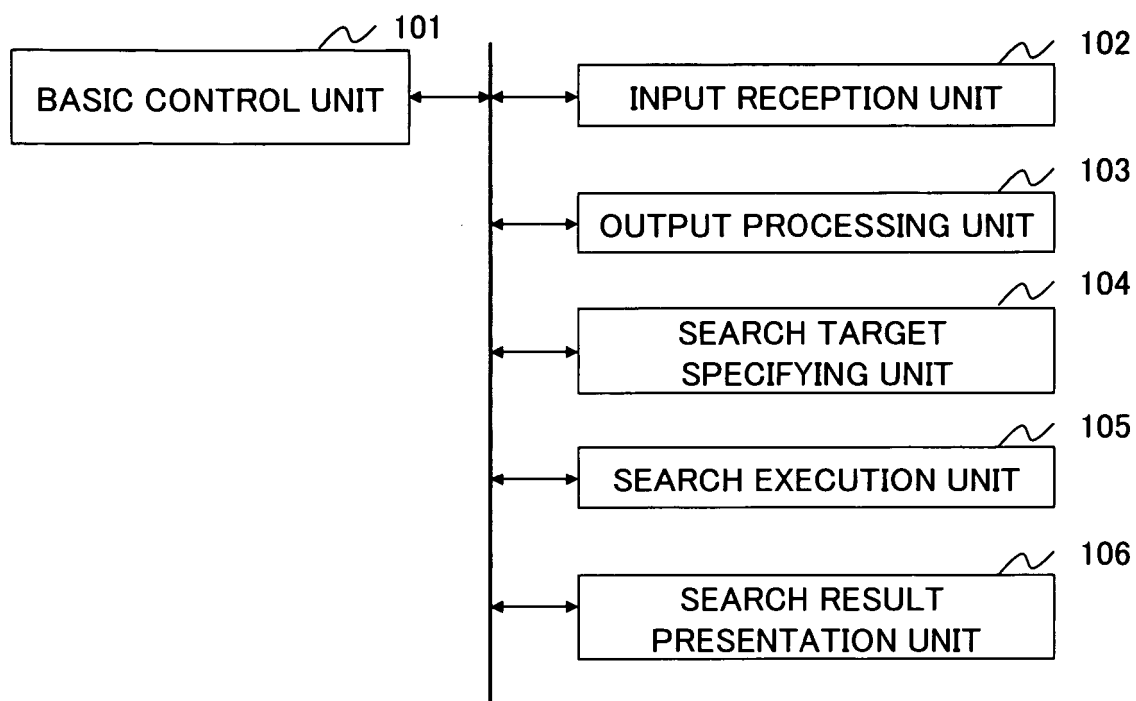 101
BASIC CONTROL UNIT
102
INPUT RECEPTION UNIT
103
OUTPUT PROCESSING UNIT
104
SEARCH TARGET
SPECIFYING UNIT
105
SEARCH EXECUTION UNIT
106
SEARCH RESULT
PRESENTATION UNIT